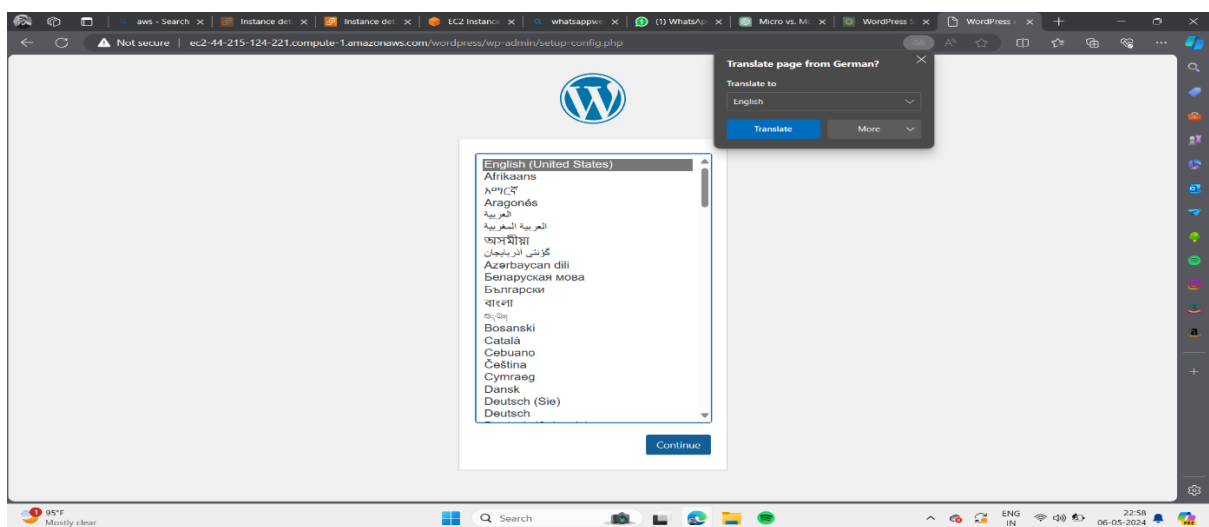 aws - Search
Instance det
Instance det
EC2 Instance
whatsappwe
(1) WhatsAp
Micro vs. Mo
WordPress S
WordPress ›
Not secure
ec2-44-215-124-221.compute-1.amazonaws.com/wordpress/wp-admin/setup-config.php
Translate page from German?
Translate to
English
Translate
More
English (United States)
Afrikaans
አማርኛ
Aragonés
العربية
العربية المغربية
অসমীয়া
گؤنئی آذربایجان
Azərbaycan dili
Беларуская мова
Български
বাংলা
བོད་ཡིག
Bosanski
Català
Cebuano
Čeština
Cymraeg
Dansk
Deutsch (Sie)
Deutsch
Continue
1
95°F
Mostly clear
Search
ENG
IN
22:58
06-05-2024